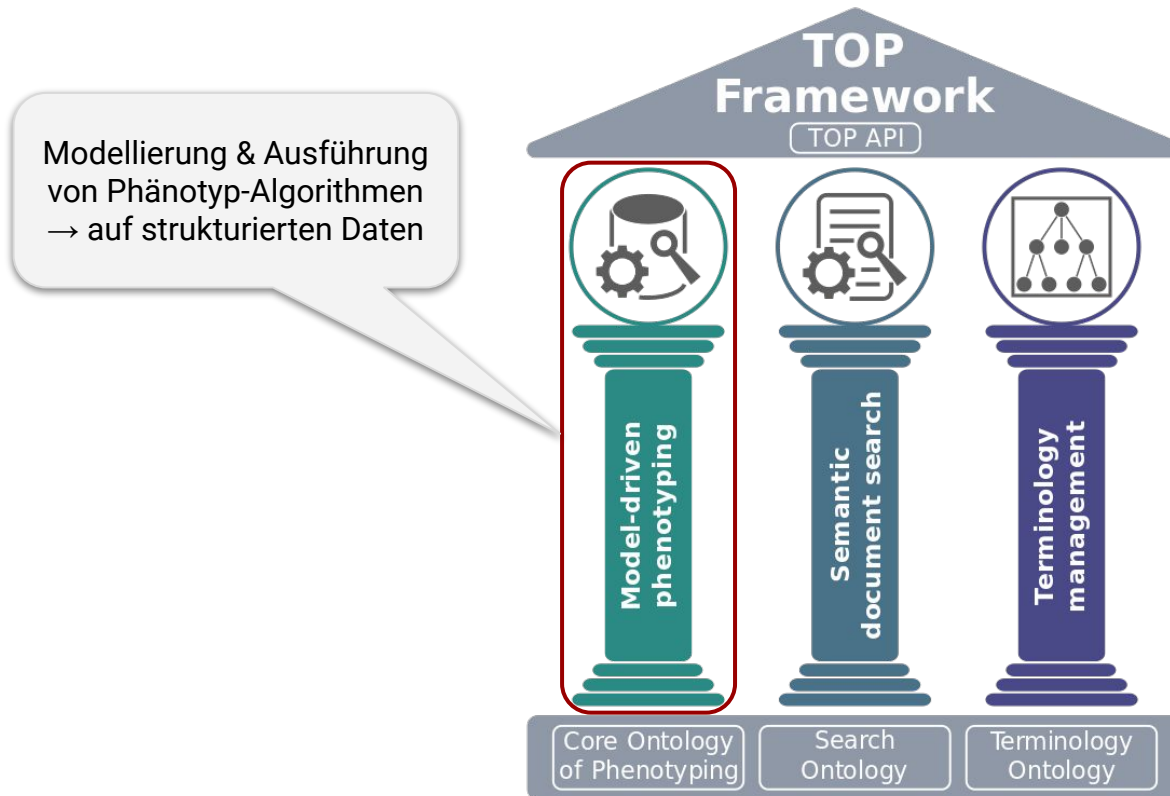 TOP
Framework
TOP API
Modellierung & Ausführung
von Phänotyp-Algorithmen
→ auf strukturierten Daten
Model-driven
phenotyping
Semantic
document search
Terminology
management
Core Ontology
of Phenotyping
Search
Ontology
Terminology
Ontology